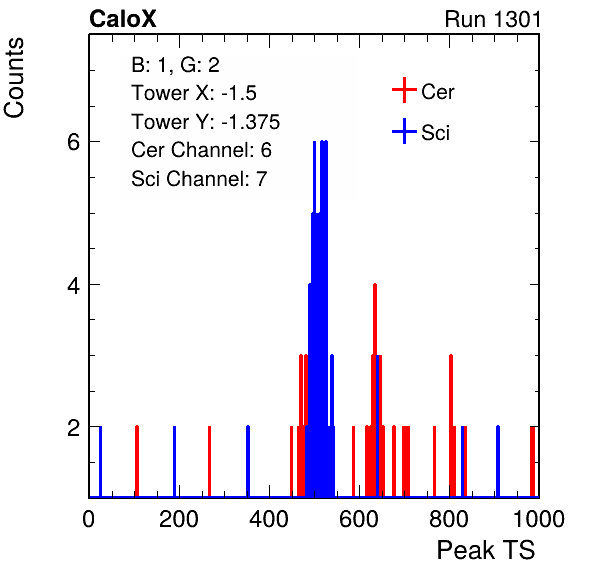 CaloX Run 1301
Counts
B: 1, G: 2
Tower X: -1.5
Tower Y: -1.375
Cer Channel: 6
Sci Channel: 7
Cer
Sci
6
4
2
0 200 400 600 800 1000
Peak TS